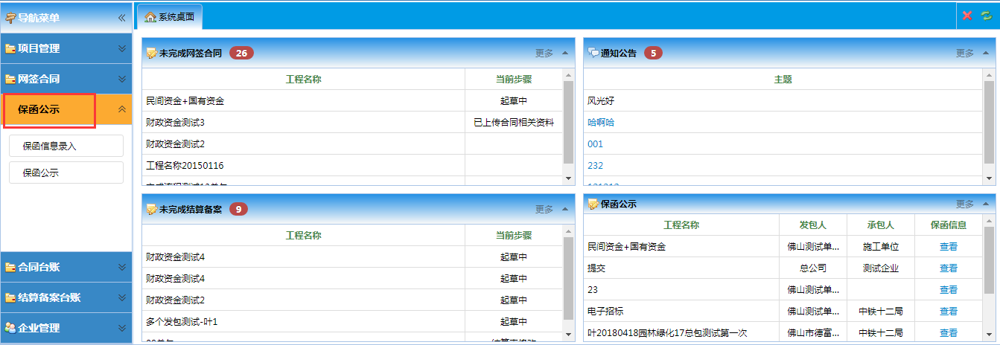 导航菜单
项目管理
网签合同
保函公示
保函信息录入
保函公示
合同台账
结算备案台账
企业管理
系统桌面
未完成网签合同 26 更多
工程名称 当前步骤
民间资金+国有资金 起草中
财政资金测试3 已上传合同相关资料
财政资金测试2
工程名称20150116
通知公告 5 更多
主题
风光好
哈啊哈
001
232
未完成结算备案 9 更多
工程名称 当前步骤
财政资金测试4 起草中
财政资金测试4 起草中
财政资金测试2 起草中
多个发包测试-叶1 起草中
保函公示 更多
工程名称 发包人 承包人 保函信息
民间资金+国有资金 佛山测试单... 施工单位 查看
提交 总公司 测试企业 查看
23 佛山测试单... 查看
电子招标 佛山测试单... 中铁十二局 查看
叶20180418园林绿化17总包测试第一次 佛山市德富... 中铁十二局 查看